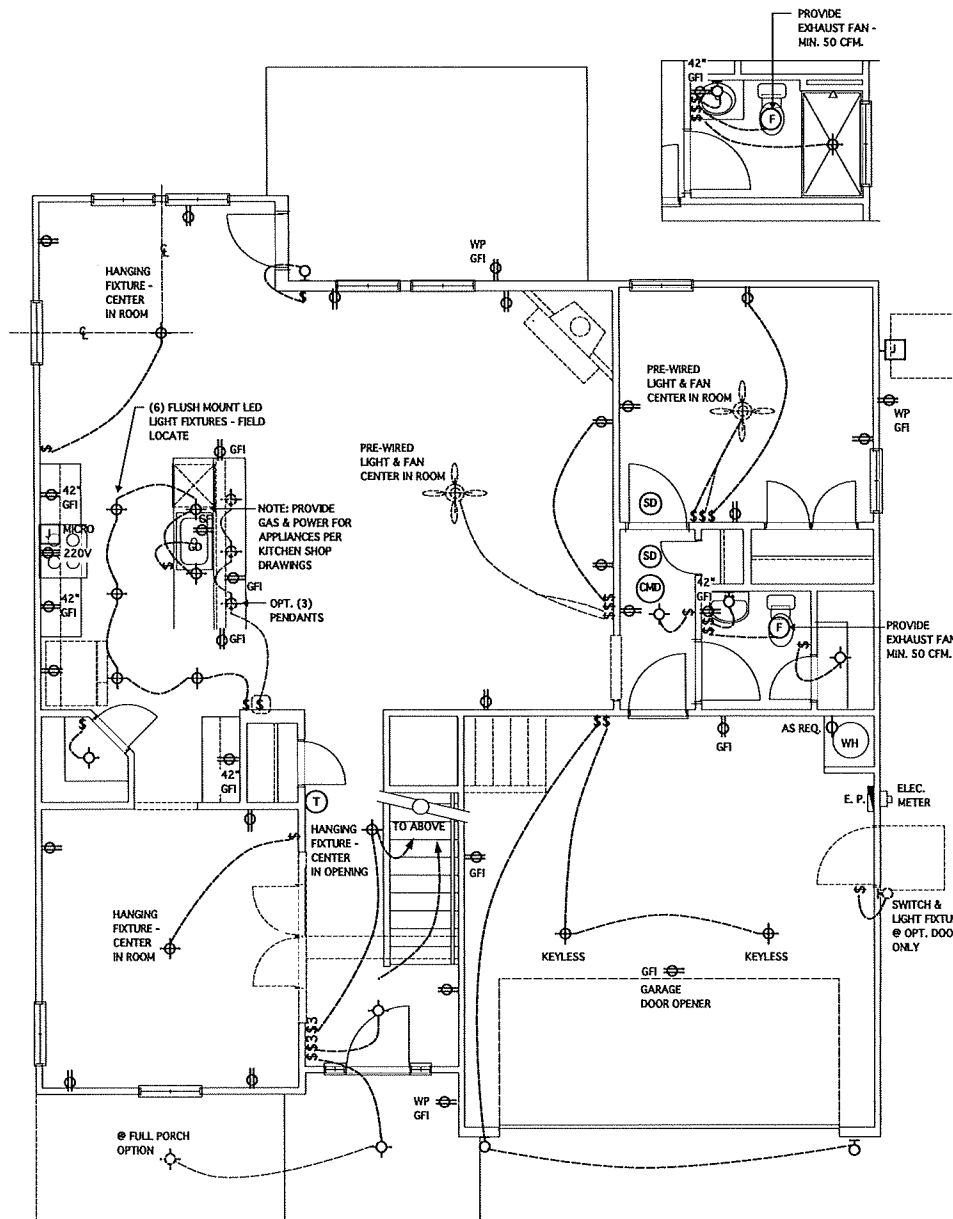 PROVIDE
EXHAUST FAN -
MIN. 50 CFM.
42"
GFI
$
$
$
F
WP
GFI
HANGING
FIXTURE -
CENTER
IN ROOM
℄
℄
$
J
PRE-WIRED
LIGHT & FAN
CENTER IN ROOM
WP
GFI
(6) FLUSH MOUNT LED
LIGHT FIXTURES - FIELD
LOCATE
$
GFI
PRE-WIRED
LIGHT & FAN
CENTER IN ROOM
42"
GFI
NOTE: PROVIDE
GAS & POWER FOR
APPLIANCES PER
KITCHEN SHOP
DRAWINGS
SD
$$$
J
MICRO
220V
GD
$
SD
CMD
42"
GFI
42"
GFI
GFI
OPT. (3)
PENDANTS
GFI
$
$
$
$
$
$
F
PROVIDE
EXHAUST FAN
MIN. 50 CFM.
$
$
$
$$
GFI
AS REQ.
WH
$
42"
GFI
E. P.
ELEC.
METER
T
HANGING
FIXTURE -
CENTER
IN OPENING
TO ABOVE
$
GFI
HANGING
FIXTURE -
CENTER
IN ROOM
$
SWITCH &
LIGHT FIXTU
@ OPT. DOO
ONLY
KEYLESS
KEYLESS
GFI
GARAGE
DOOR OPENER
$$3
$$3
$$
WP
GFI
@ FULL PORCH
OPTION